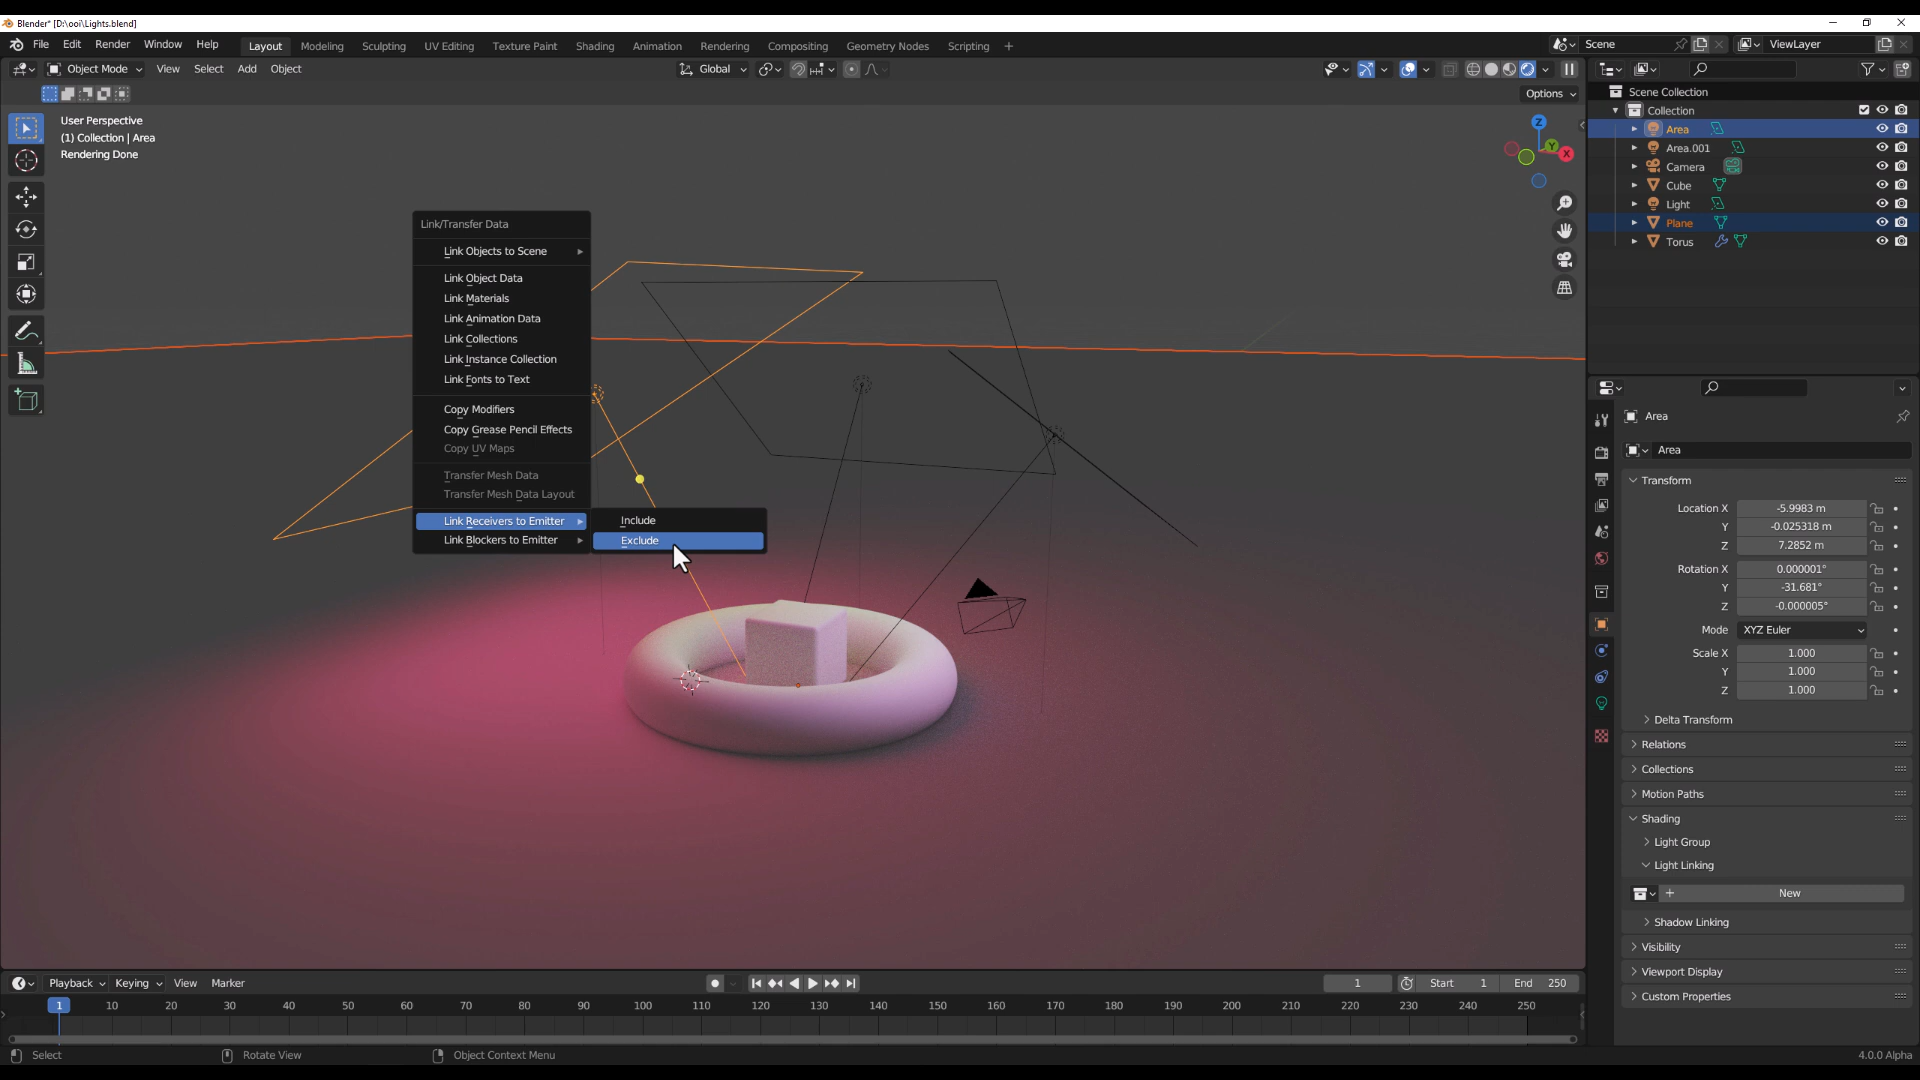 Blender* [D:\ooi\Lights.blend]
File Edit Render Window Help Layout Modeling Sculpting UV Editing Texture Paint Shading Animation Rendering Compositing Geometry Nodes Scripting + Scene ViewLayer
Object Mode View Select Add Object Global
Options
User Perspective
(1) Collection | Area
Rendering Done
Z
Y
X
Link/Transfer Data
Link Objects to Scene
Link Object Data
Link Materials
Link Animation Data
Link Collections
Link Instance Collection
Link Fonts to Text
Copy Modifiers
Copy Grease Pencil Effects
Copy UV Maps
Transfer Mesh Data
Transfer Mesh Data Layout
Link Receivers to Emitter
Link Blockers to Emitter
Include
Exclude
Scene Collection
Collection
Area
Area.001
Camera
Cube
Light
Plane
Torus
Area
Area
Transform
Location X -5.9983 m
Y -0.025318 m
Z 7.2852 m
Rotation X 0.000001°
Y -31.681°
Z -0.000005°
Mode XYZ Euler
Scale X 1.000
Y 1.000
Z 1.000
Delta Transform
Relations
Collections
Motion Paths
Shading
Light Group
Light Linking
+ New
Shadow Linking
Visibility
Viewport Display
Custom Properties
Playback Keying View Marker 1 Start 1 End 250
1 10 20 30 40 50 60 70 80 90 100 110 120 130 140 150 160 170 180 190 200 210 220 230 240 250
Select Rotate View Object Context Menu 4.0.0 Alpha